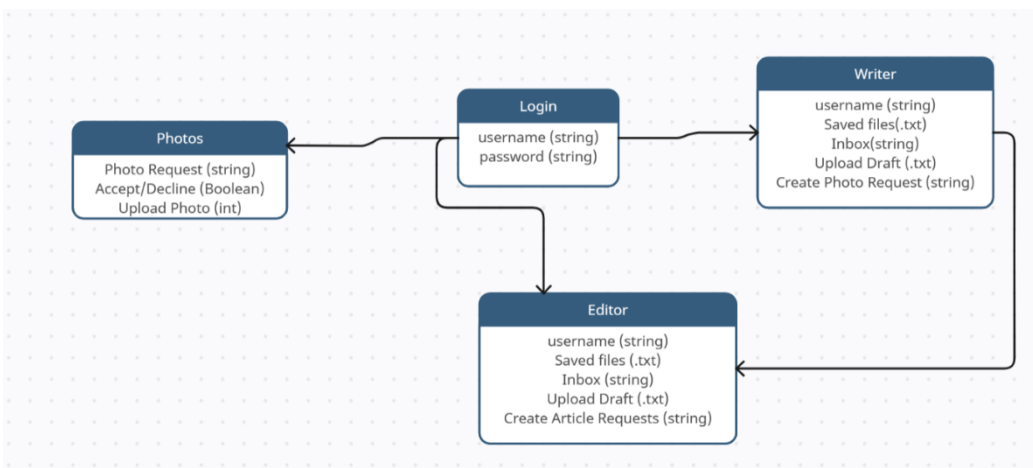 Photos
Photo Request (string)
Accept/Decline (Boolean)
Upload Photo (int)
Login
username (string)
password (string)
Writer
username (string)
Saved files(.txt)
Inbox(string)
Upload Draft (.txt)
Create Photo Request (string)
Editor
username (string)
Saved files (.txt)
Inbox (string)
Upload Draft (.txt)
Create Article Requests (string)